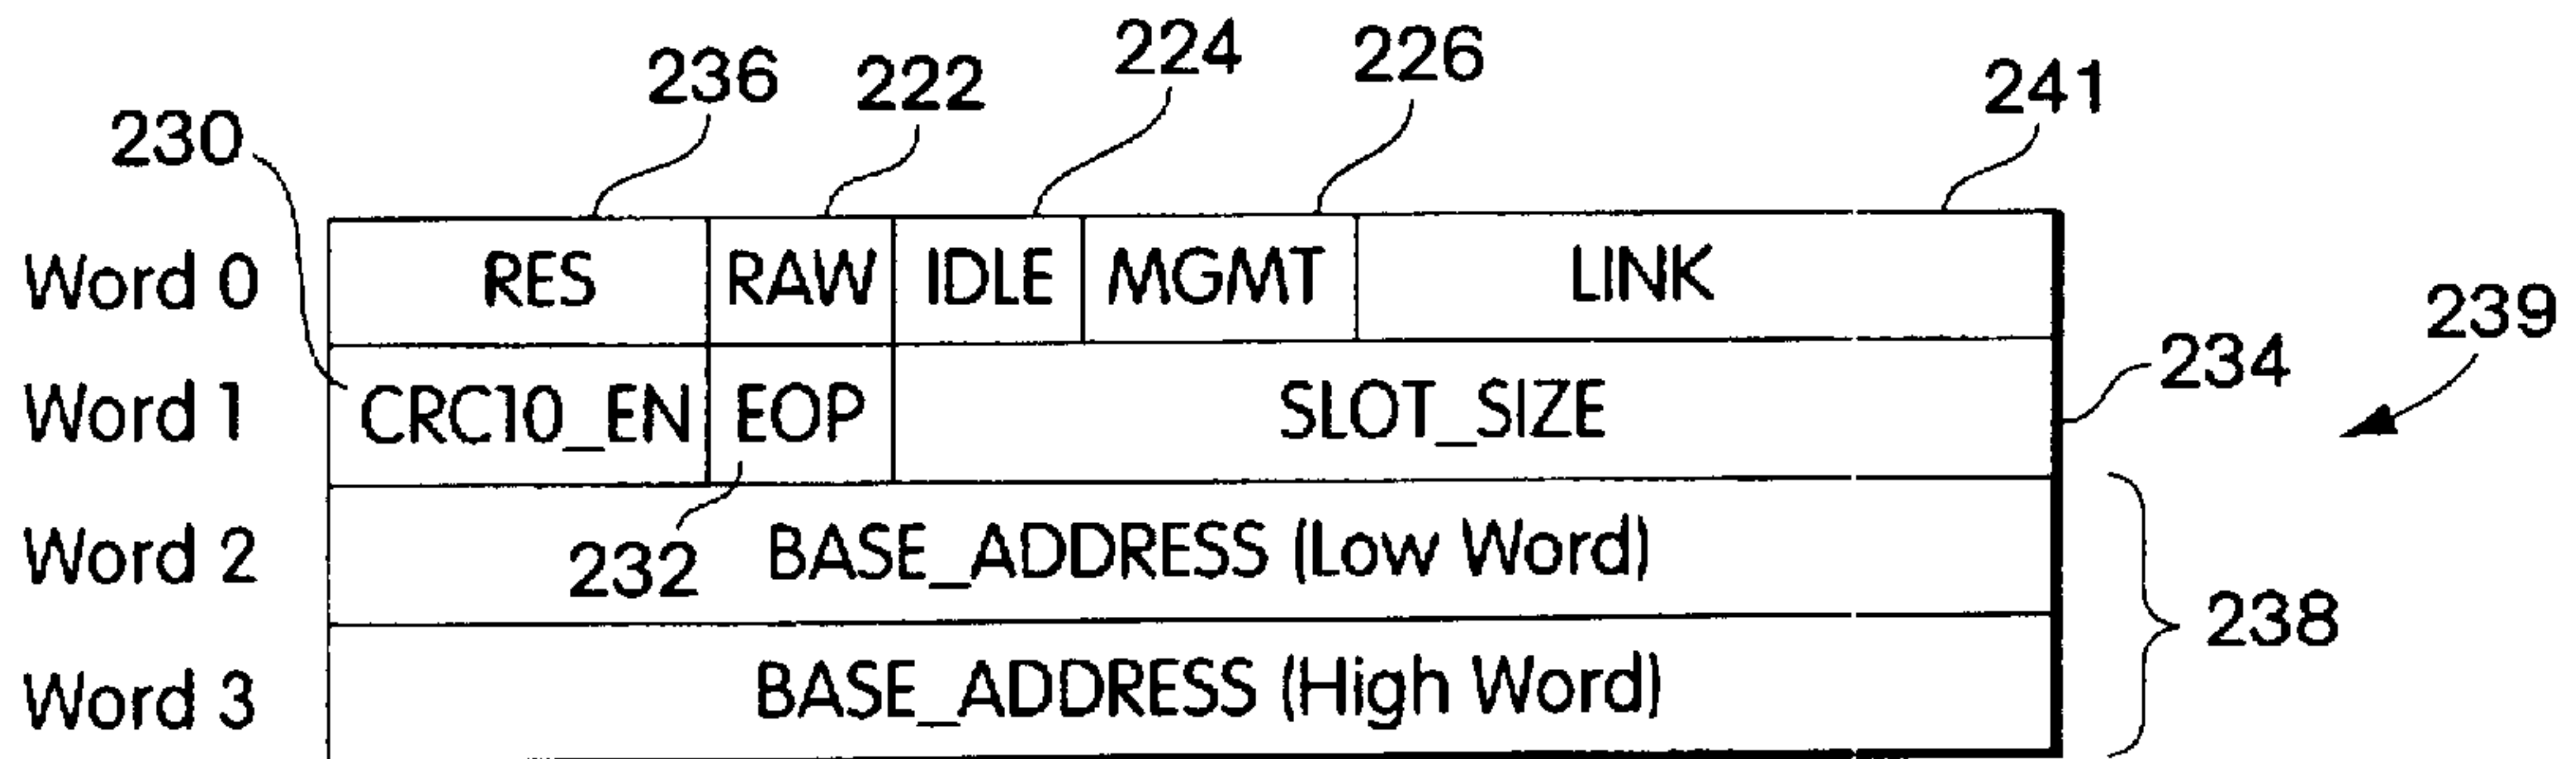 236 222 224 226 241
230
Word 0 RES RAW IDLE MGMT LINK
239
234
Word 1 CRC10_EN EOP SLOT_SIZE
Word 2 232 BASE_ADDRESS (Low Word)
238
Word 3 BASE_ADDRESS (High Word)